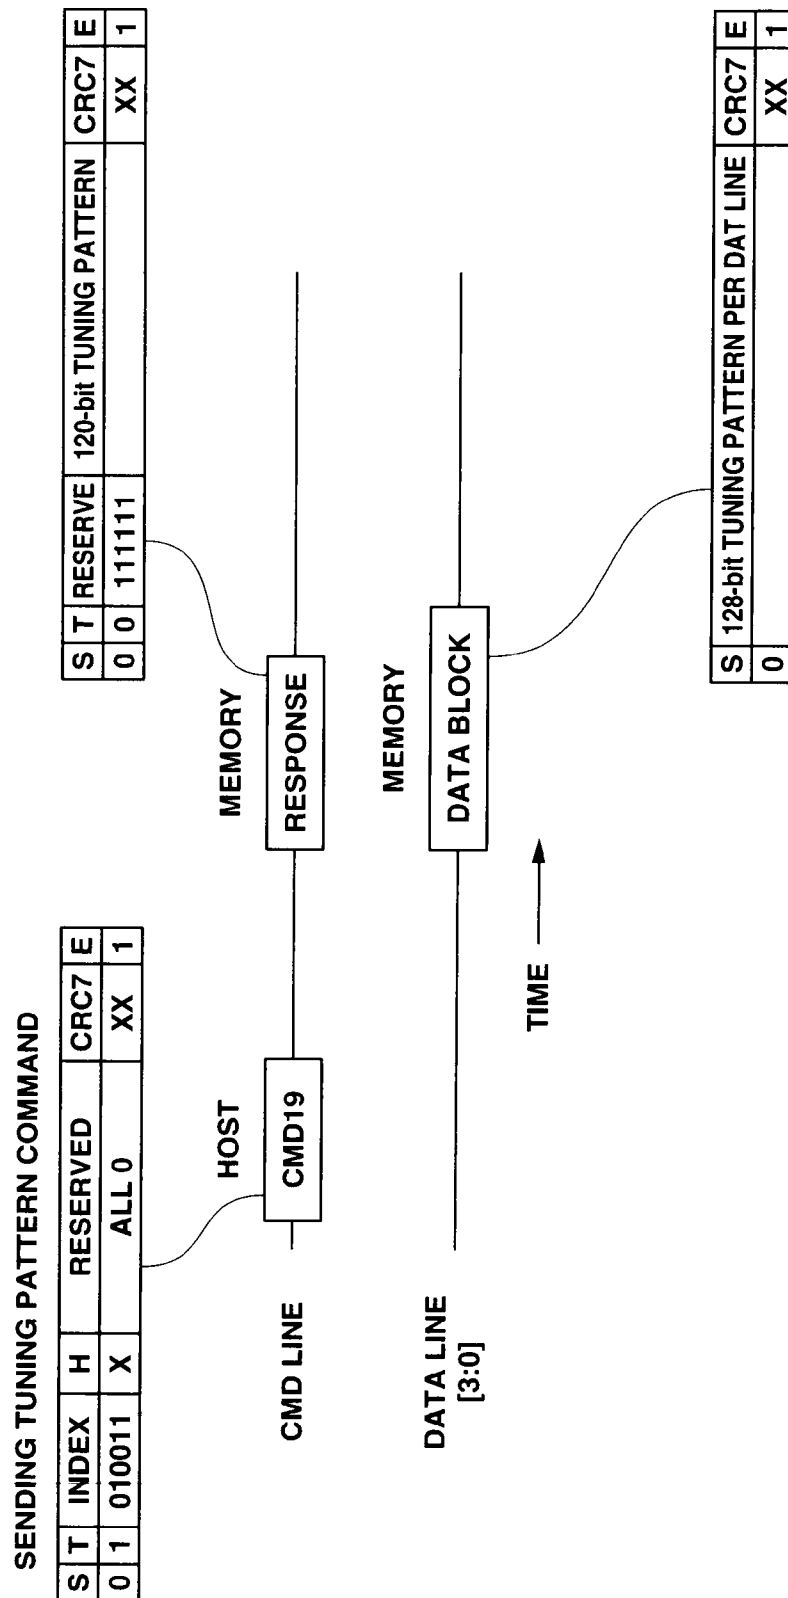 SENDING TUNING PATTERN COMMAND
S T INDEX H RESERVED CRC7 E
0 1 010011 X ALL 0 XX 1
S T RESERVE 120-bit TUNING PATTERN CRC7 E
0 0 111111 XX 1
HOST
MEMORY
CMD LINE
CMD19
RESPONSE
MEMORY
DATA LINE
[3:0]
DATA BLOCK
TIME
S 128-bit TUNING PATTERN PER DAT LINE CRC7 E
0 XX 1